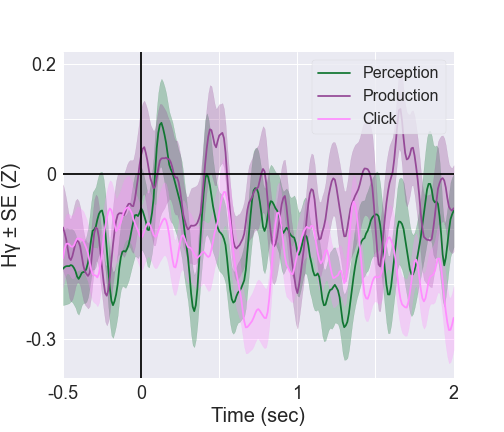 0.2
0
-0.3
Hγ ± SE (Z)
Perception
Production
Click
-0.5
0
1
2
Time (sec)